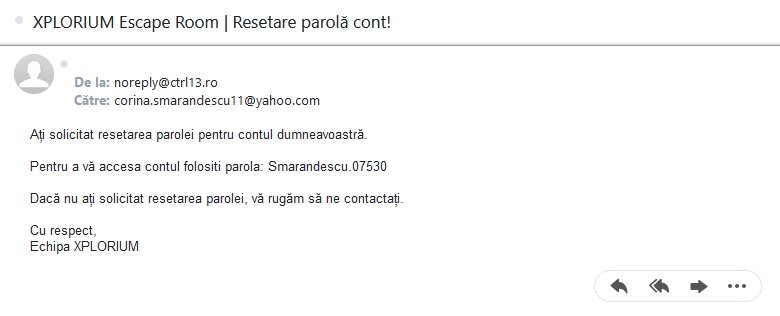 XPLORIUM Escape Room | Resetare parolă cont!
De la: noreply@ctrl13.ro
Către: corina.smarandescu11@yahoo.com
Ați solicitat resetarea parolei pentru contul dumneavoastră.
Pentru a vă accesa contul folositi parola: Smarandescu.07530
Dacă nu ați solicitat resetarea parolei, vă rugăm să ne contactați.
Cu respect,
Echipa XPLORIUM